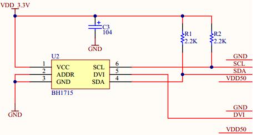 VDD_3.3V
C3
104
GND
R1
2.2K
R2
2.2K
U2
1 VCC SCL 6
2 ADDR DVI 5
3 GND SDA 4
BH1715
GND
GND
SCL
SDA
VDD50
GND
DVI
VDD50